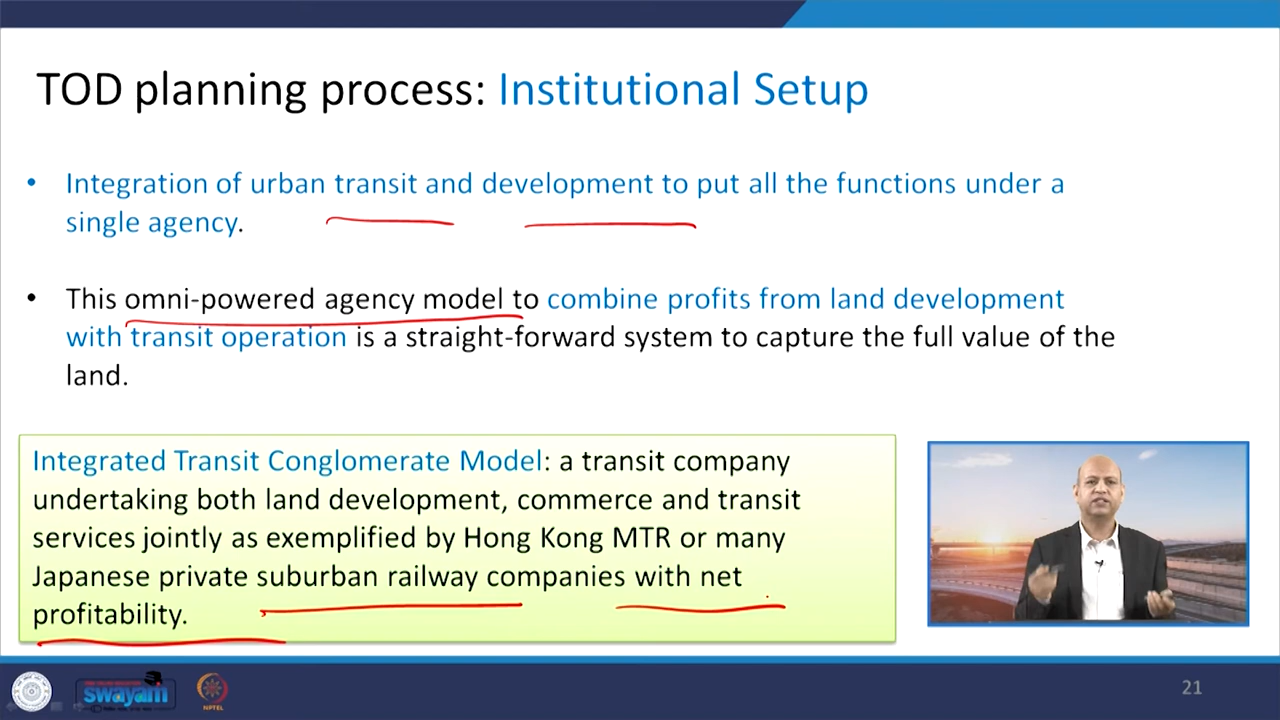 TOD planning process: Institutional Setup
• Integration of urban transit and development to put all the functions under a
single agency.
• This omni-powered agency model to combine profits from land development
with transit operation is a straight-forward system to capture the full value of the
land.
Integrated Transit Conglomerate Model: a transit company
undertaking both land development, commerce and transit
services jointly as exemplified by Hong Kong MTR or many
Japanese private suburban railway companies with net
profitability.
swayam
NPTEL
21